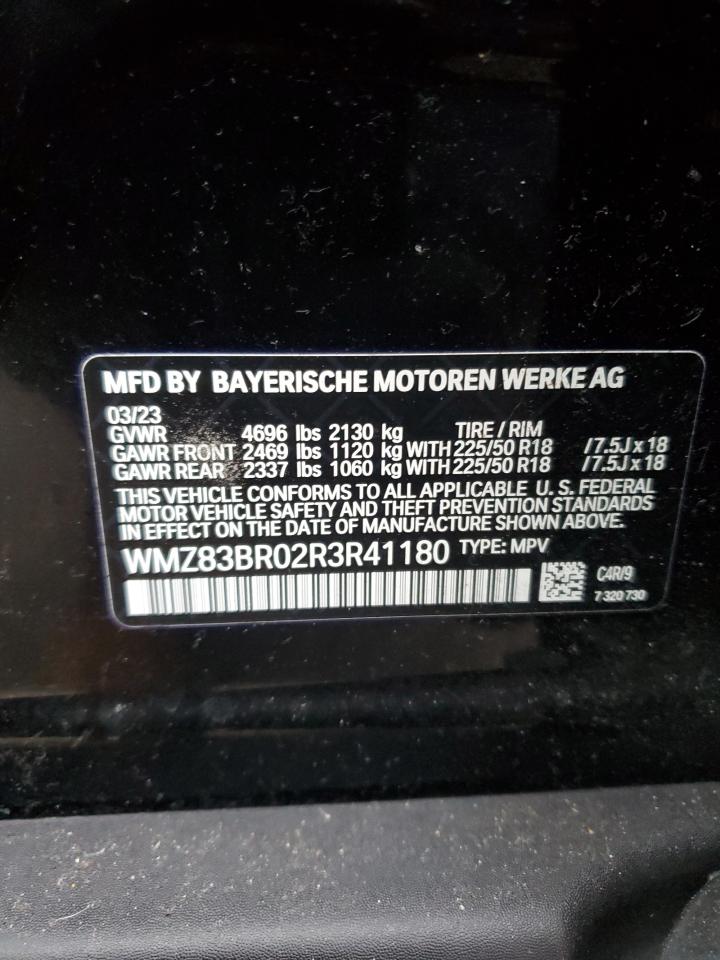 MFD BY BAYERISCHE MOTOREN WERKE AG
03/23 TIRE / RIM
GVWR 4696 lbs 2130 kg
GAWR FRONT 2469 lbs 1120 kg WITH 225/50 R18 /7.5J x 18
GAWR REAR 2337 lbs 1060 kg WITH 225/50 R18 /7.5J x 18
THIS VEHICLE CONFORMS TO ALL APPLICABLE U. S. FEDERAL
MOTOR VEHICLE SAFETY AND THEFT PREVENTION STANDARDS
IN EFFECT ON THE DATE OF MANUFACTURE SHOWN ABOVE.
WMZ83BR02R3R41180 TYPE: MPV
C4R/9
7 320 730